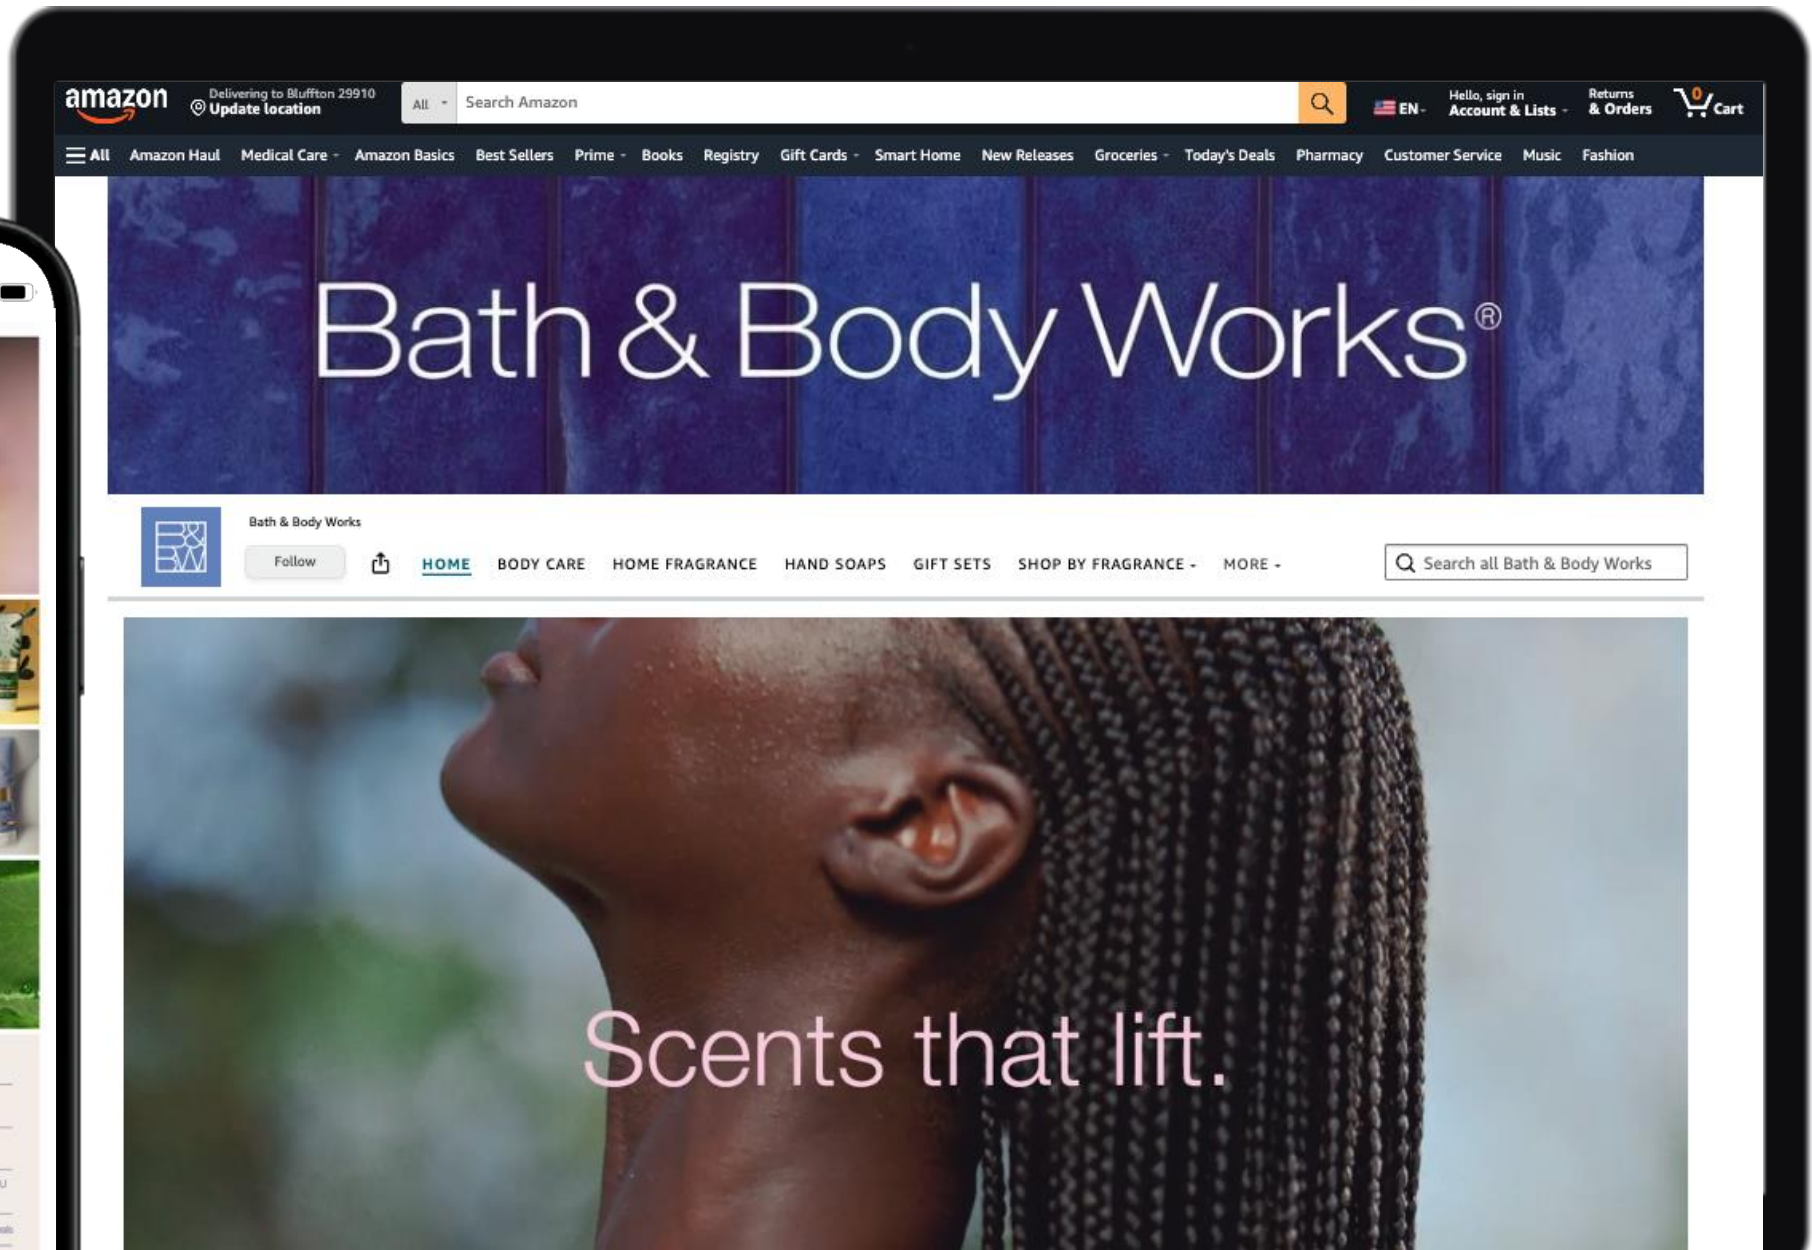 amazon
Delivering to Bluffton 29910
Update location
All
Search Amazon
EN
Hello, sign in
Account & Lists
Returns
& Orders
0
Cart
All Amazon Haul Medical Care Amazon Basics Best Sellers Prime Books Registry Gift Cards Smart Home New Releases Groceries Today's Deals Pharmacy Customer Service Music Fashion
Bath & Body Works®
B&BW
Bath & Body Works
Follow
HOME BODY CARE HOME FRAGRANCE HAND SOAPS GIFT SETS SHOP BY FRAGRANCE MORE
Search all Bath & Body Works
Scents that lift.